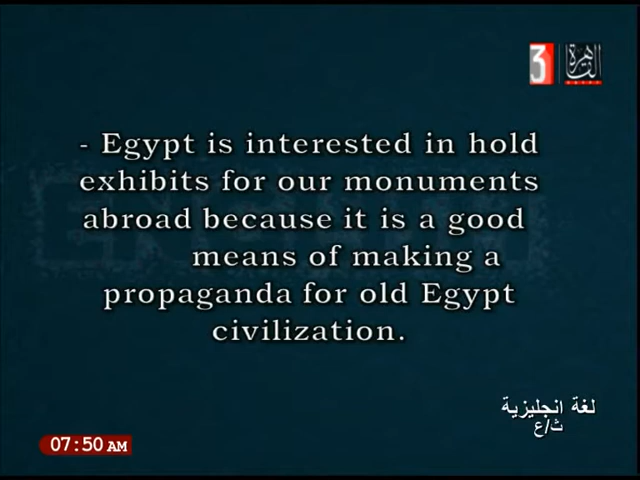 3 القاهرة
- Egypt is interested in hold
exhibits for our monuments
abroad because it is a good
means of making a
propaganda for old Egypt
civilization.
لغة انجليزية
ث/ع
07:50 AM